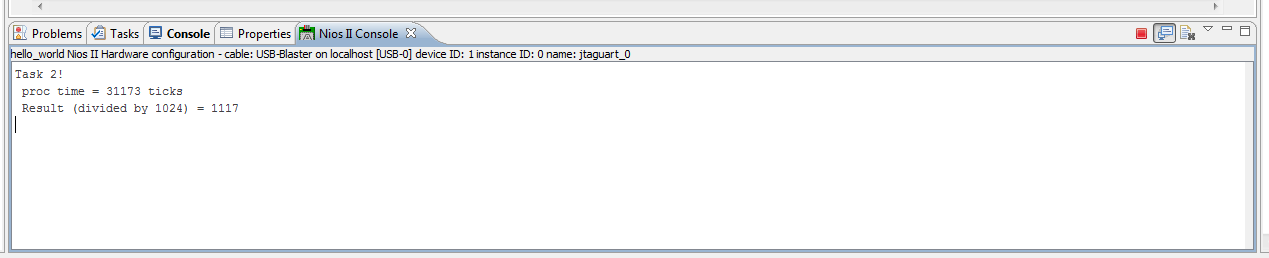 Problems Tasks Console Properties Nios II Console
hello_world Nios II Hardware configuration - cable: USB-Blaster on localhost [USB-0] device ID: 1 instance ID: 0 name: jtaguart_0
Task 2!
proc time = 31173 ticks
Result (divided by 1024) = 1117